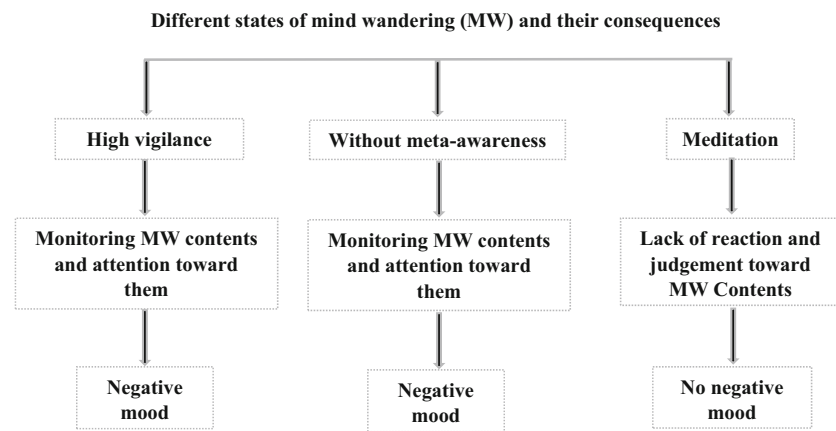 Different states of mind wandering (MW) and their consequences
High vigilance
Without meta-awareness
Meditation
Monitoring MW contents
and attention toward
them
Monitoring MW contents
and attention toward
them
Lack of reaction and
judgement toward
MW Contents
Negative
mood
Negative
mood
No negative
mood